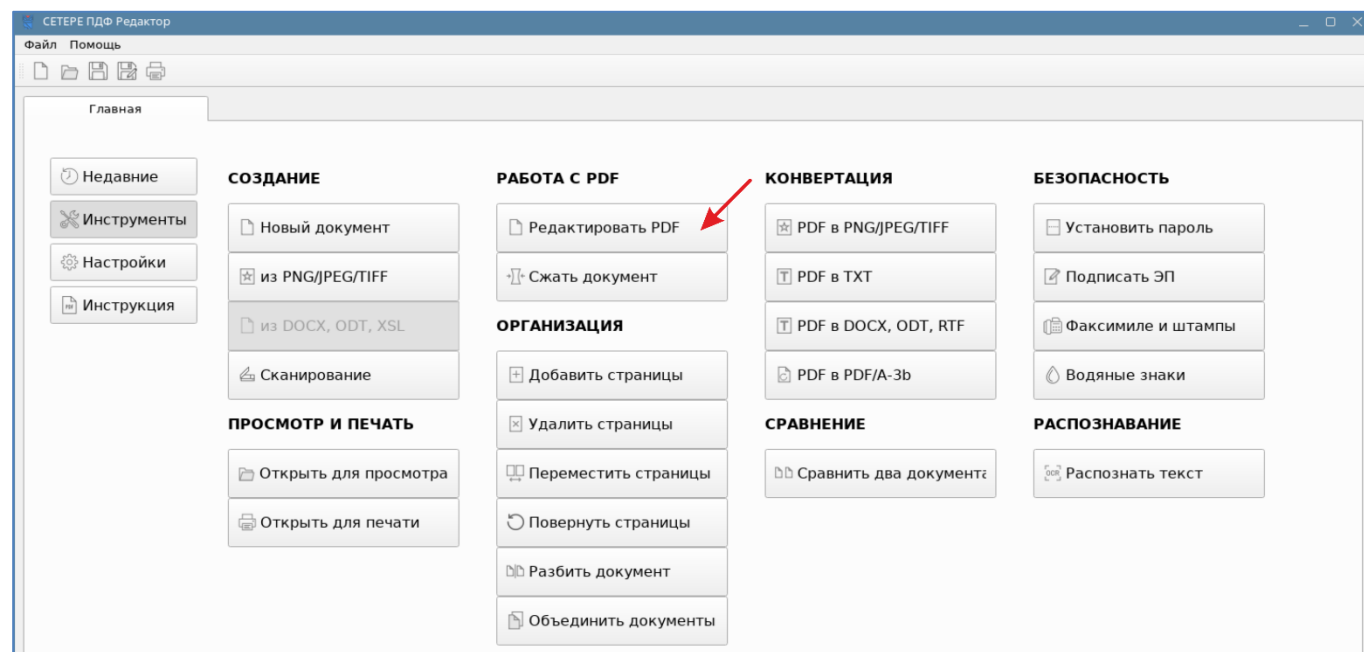 СЕТЕРЕ ПДФ Редактор
Файл Помощь
Главная
Недавние
Инструменты
Настройки
Инструкция
СОЗДАНИЕ
Новый документ
из PNG/JPEG/TIFF
из DOCX, ODT, XSL
Сканирование
ПРОСМОТР И ПЕЧАТЬ
Открыть для просмотра
Открыть для печати
РАБОТА С PDF
Редактировать PDF
Сжать документ
ОРГАНИЗАЦИЯ
Добавить страницы
Удалить страницы
Переместить страницы
Повернуть страницы
Разбить документ
Объединить документы
КОНВЕРТАЦИЯ
PDF в PNG/JPEG/TIFF
PDF в TXT
PDF в DOCX, ODT, RTF
PDF в PDF/A-3b
СРАВНЕНИЕ
Сравнить два документа
БЕЗОПАСНОСТЬ
Установить пароль
Подписать ЭП
Факсимиле и штампы
Водяные знаки
РАСПОЗНАВАНИЕ
Распознать текст